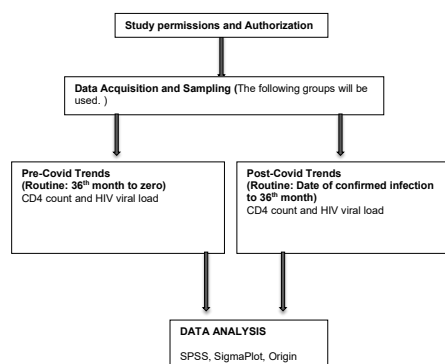 Study permissions and Authorization
Data Acquisition and Sampling (The following groups will be
used. )
Pre-Covid Trends
(Routine: 36th month to zero)
CD4 count and HIV viral load
Post-Covid Trends
(Routine: Date of confirmed infection
to 36th month)
CD4 count and HIV viral load
DATA ANALYSIS
SPSS, SigmaPlot, Origin